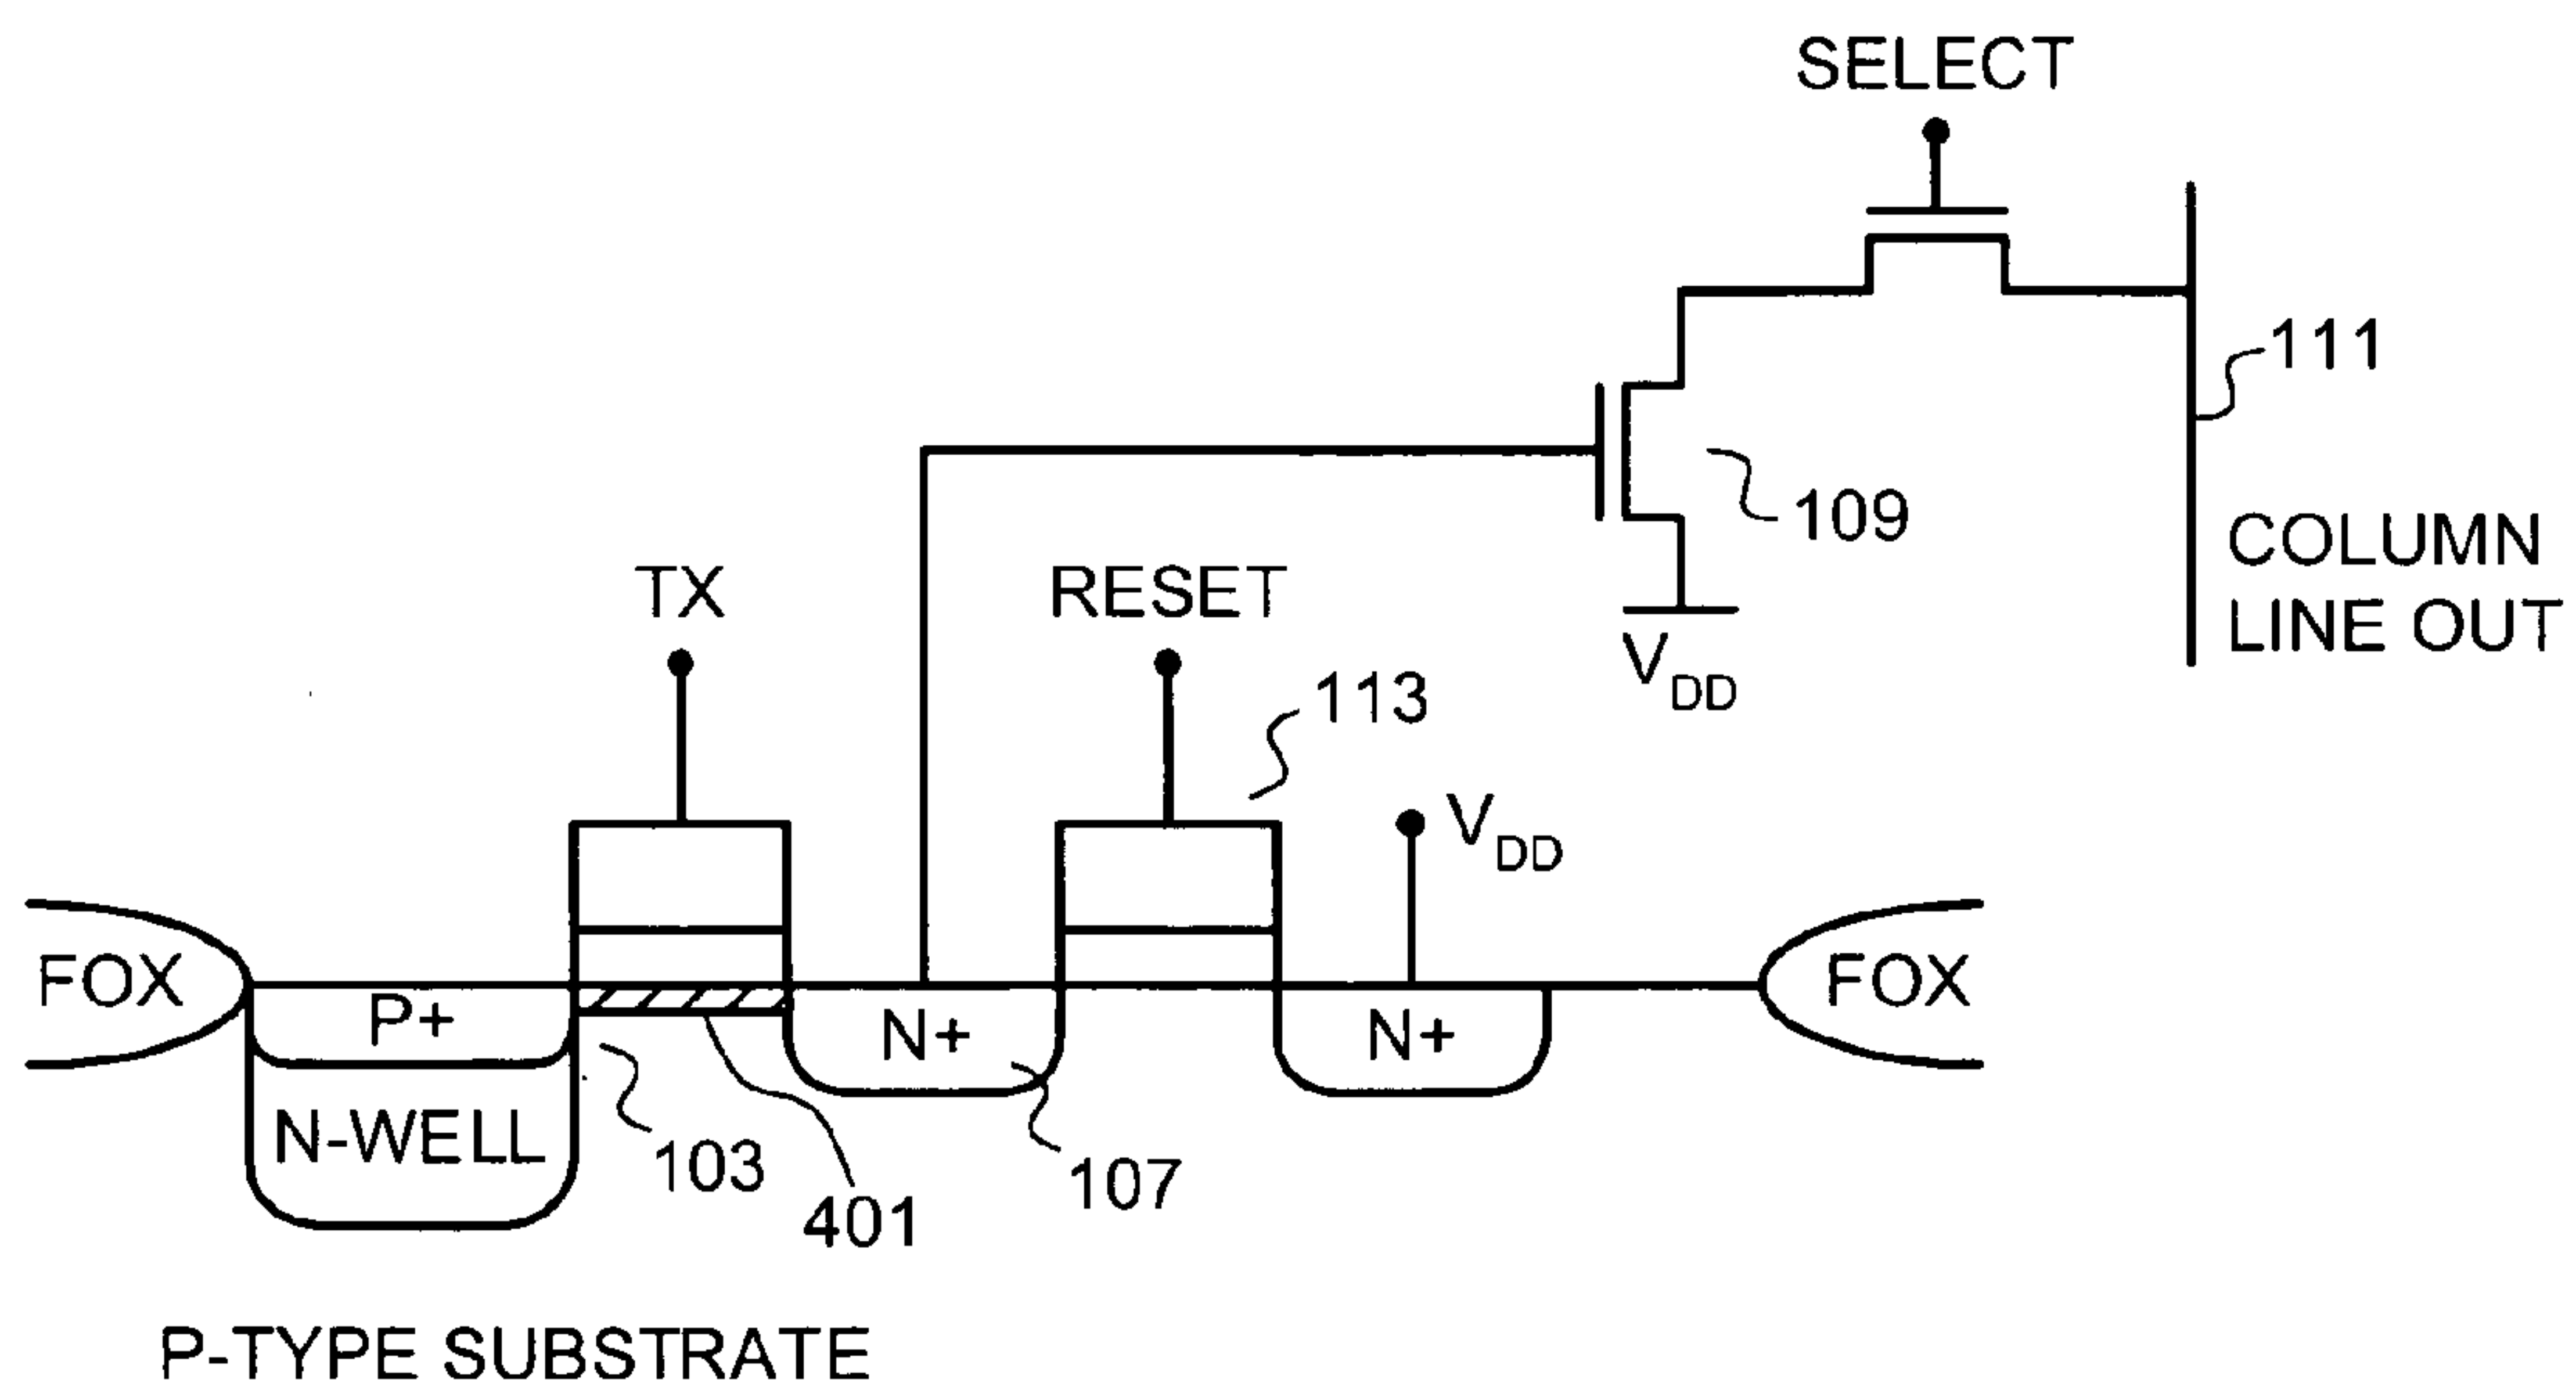 SELECT
111
109
COLUMN
LINE OUT
TX
RESET
VDD
113
VDD
FOX
P+
N+
N+
FOX
N-WELL
103
107
401
P-TYPE SUBSTRATE